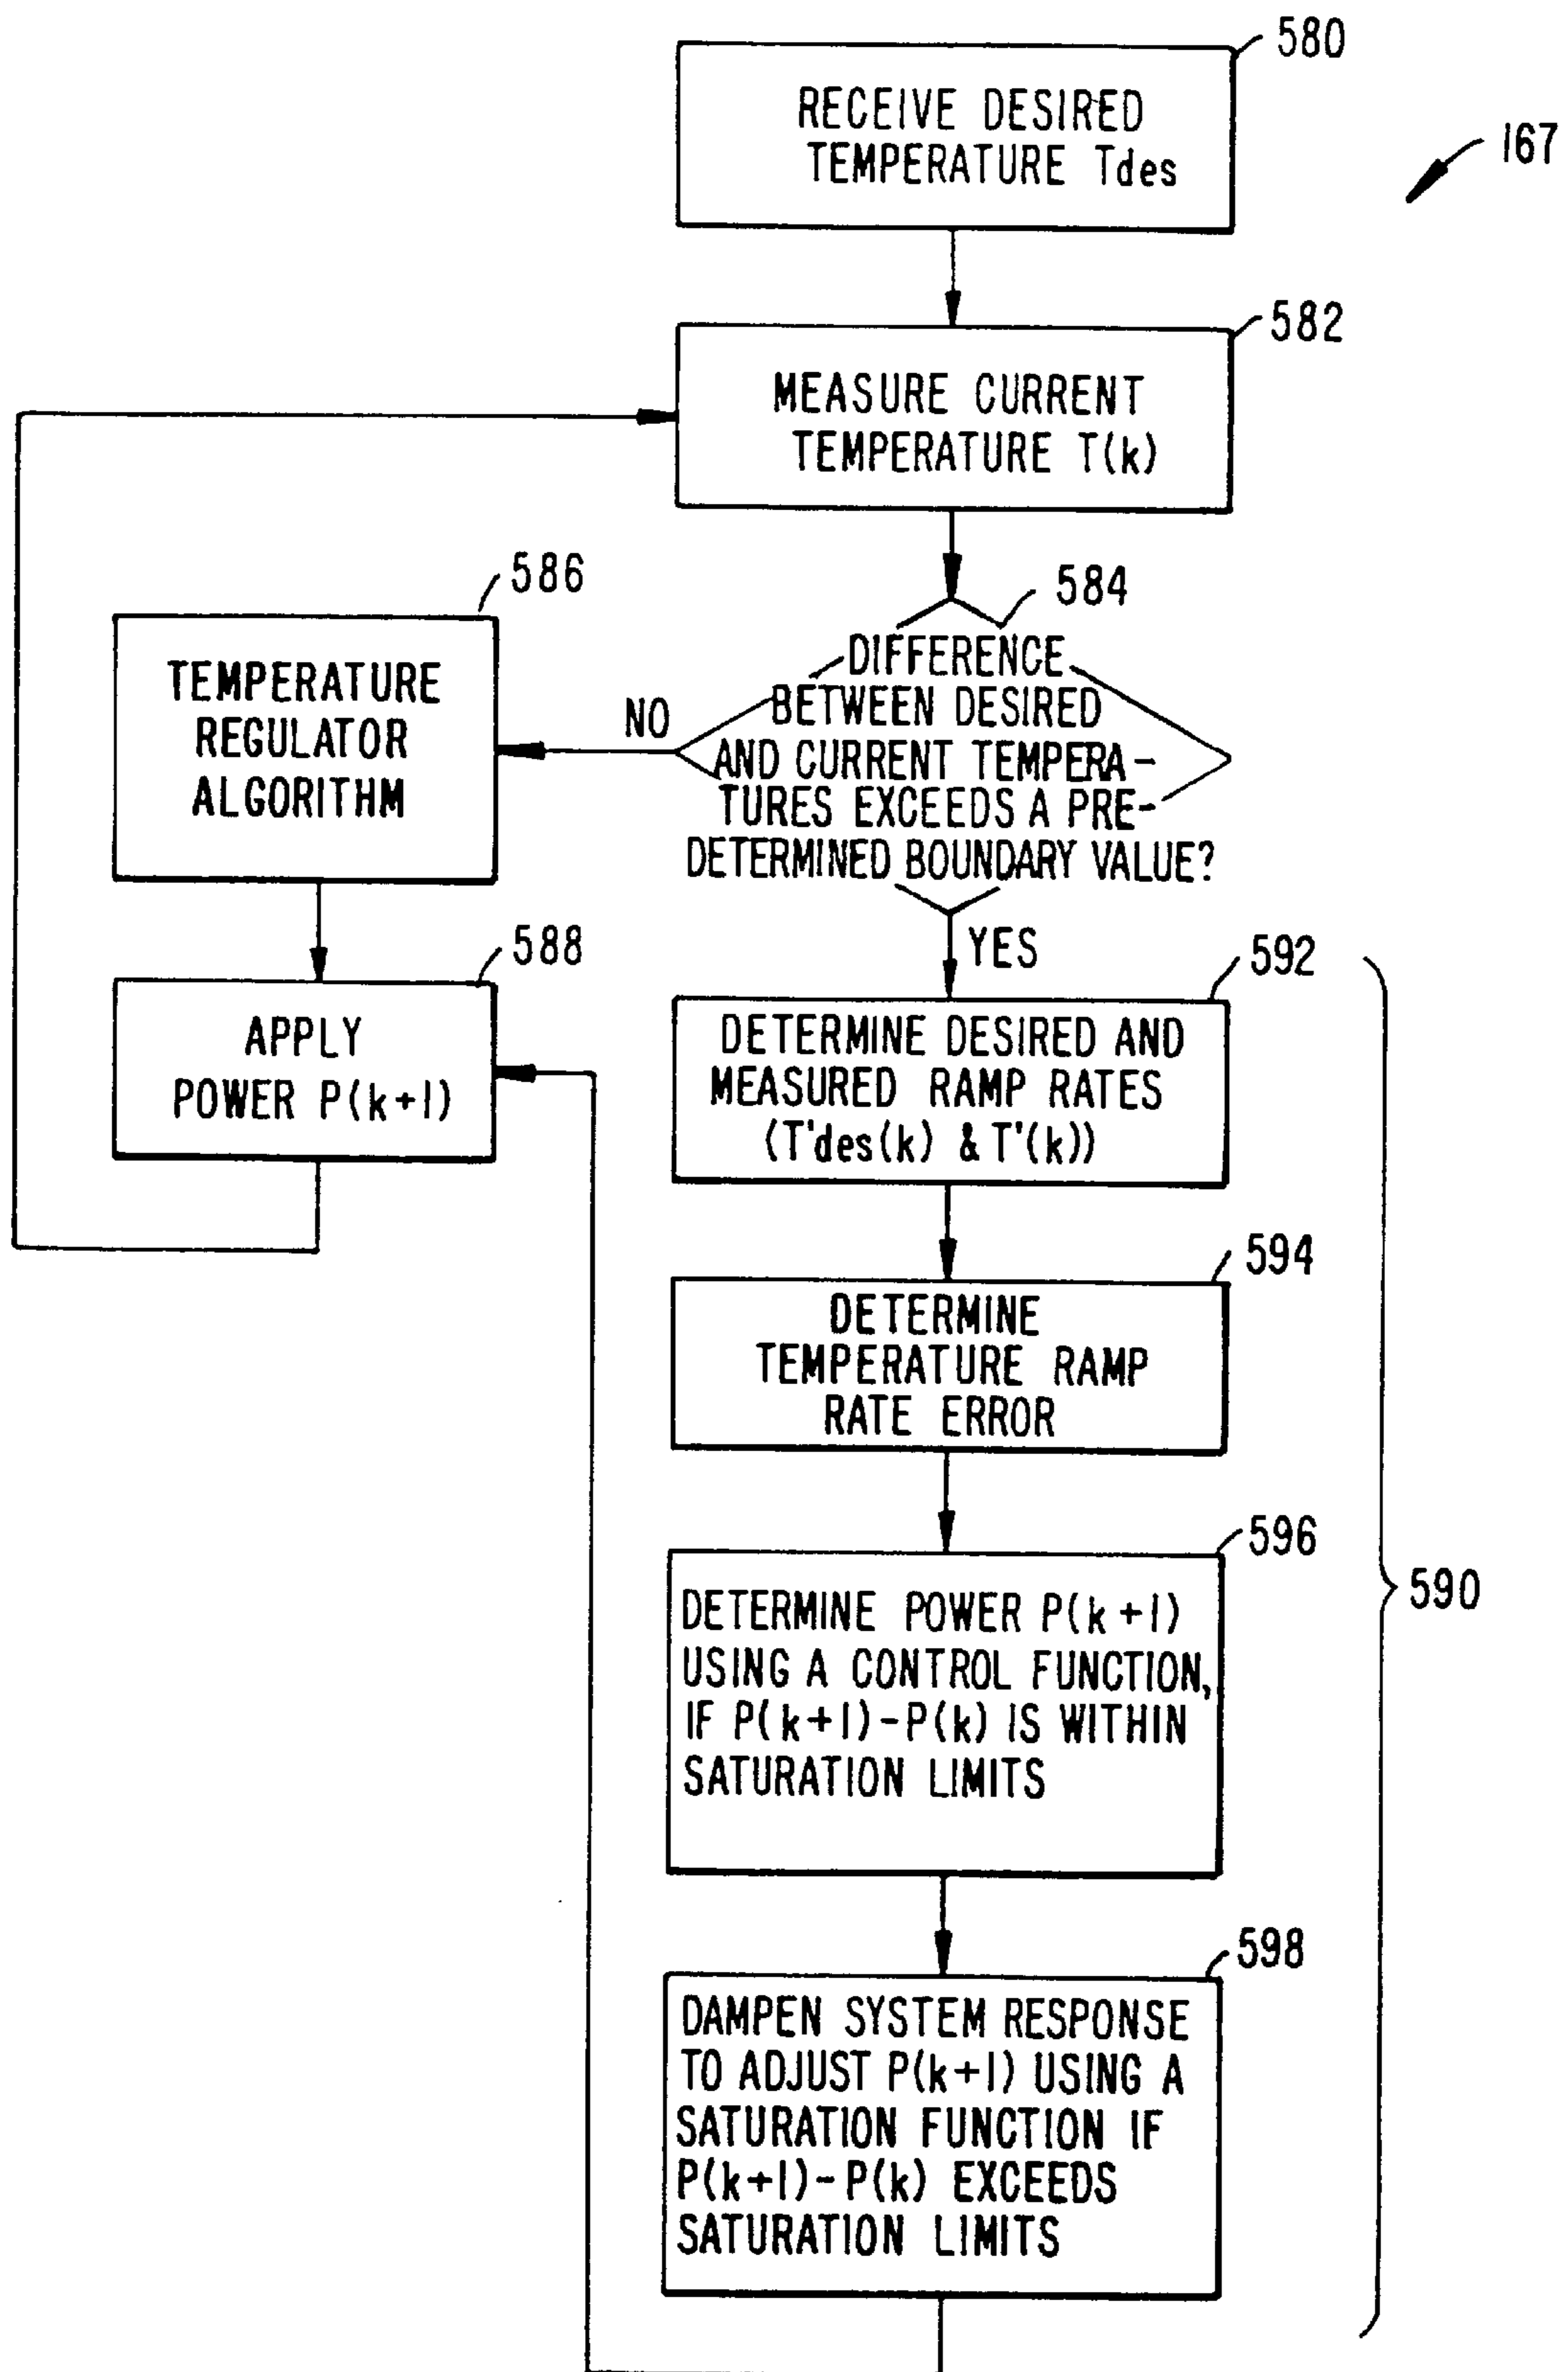 580
RECEIVE DESIRED
TEMPERATURE Tdes
167
582
MEASURE CURRENT
TEMPERATURE T(k)
584
DIFFERENCE
BETWEEN DESIRED
AND CURRENT TEMPERA-
TURES EXCEEDS A PRE-
DETERMINED BOUNDARY VALUE?
NO
586
TEMPERATURE
REGULATOR
ALGORITHM
588
APPLY
POWER P(k+1)
YES
592
DETERMINE DESIRED AND
MEASURED RAMP RATES
(T'des(k) & T'(k))
594
DETERMINE
TEMPERATURE RAMP
RATE ERROR
596
DETERMINE POWER P(k+1)
USING A CONTROL FUNCTION,
IF P(k+1)-P(k) IS WITHIN
SATURATION LIMITS
590
598
DAMPEN SYSTEM RESPONSE
TO ADJUST P(k+1) USING A
SATURATION FUNCTION IF
P(k+1)-P(k) EXCEEDS
SATURATION LIMITS